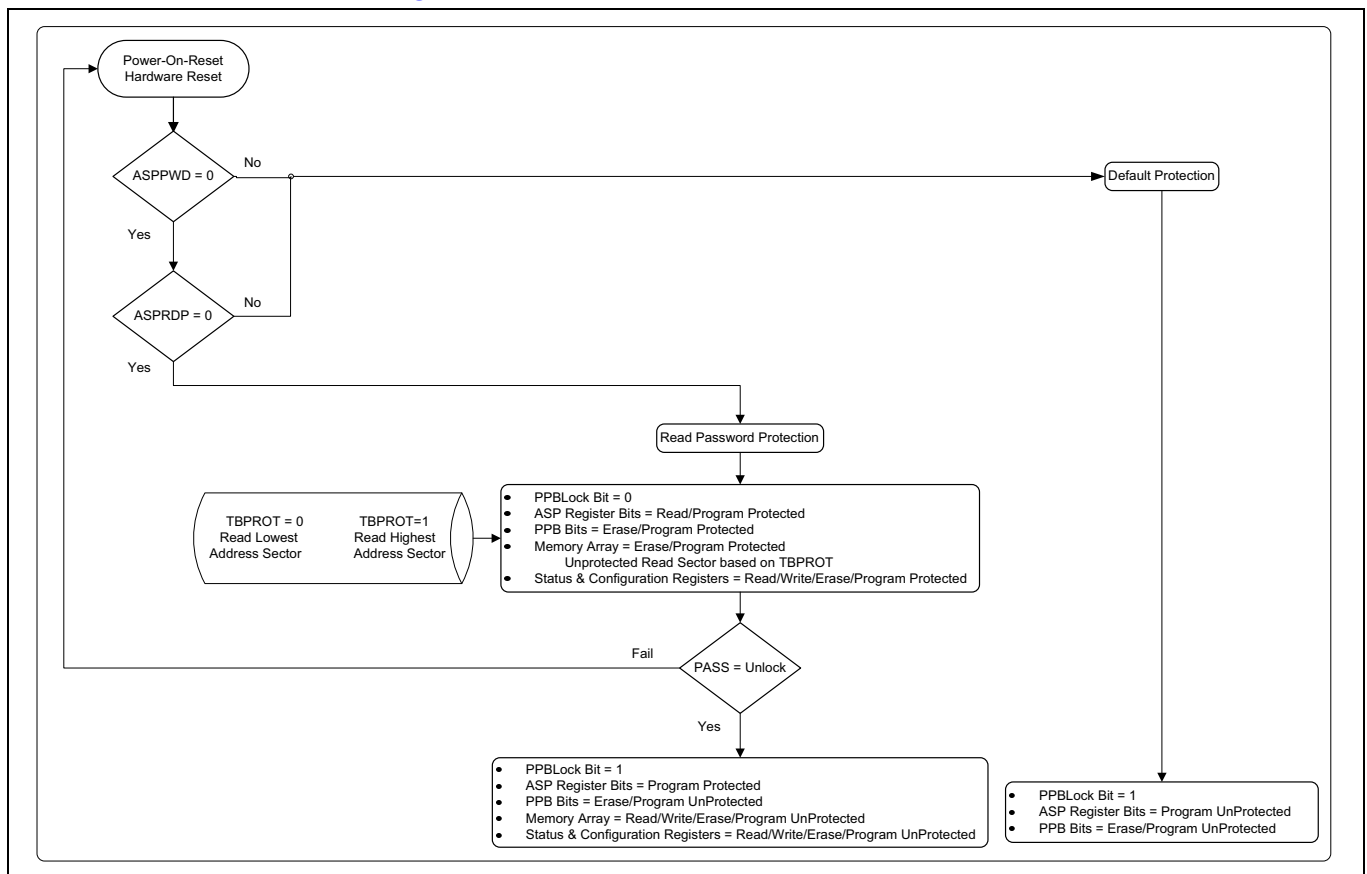 Power-On-Reset
Hardware Reset
No
ASPPWD = 0
Default Protection
Yes
No
ASPRDP = 0
Yes
Read Password Protection
TBPROT = 0
Read Lowest
Address Sector
TBPROT=1
Read Highest
Address Sector
• PPBLock Bit = 0
• ASP Register Bits = Read/Program Protected
• PPB Bits = Erase/Program Protected
• Memory Array = Erase/Program Protected
Unprotected Read Sector based on TBPROT
• Status & Configuration Registers = Read/Write/Erase/Program Protected
Fail
PASS = Unlock
Yes
• PPBLock Bit = 1
• ASP Register Bits = Program Protected
• PPB Bits = Erase/Program UnProtected
• Memory Array = Read/Write/Erase/Program UnProtected
• Status & Configuration Registers = Read/Write/Erase/Program UnProtected
• PPBLock Bit = 1
• ASP Register Bits = Program UnProtected
• PPB Bits = Erase/Program UnProtected